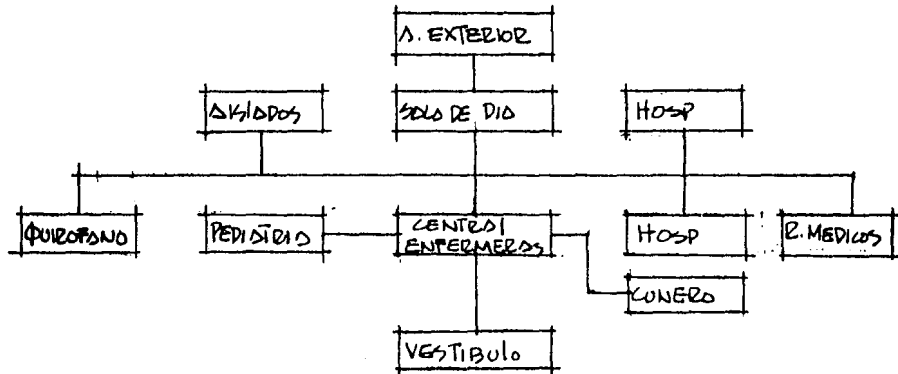 A. EXTERIOR
AISLADOS
SALA DE DIA
HOSP
QUIROFANO
PEDIATRIA
CENTRAL
ENFERMERAS
HOSP
R. MEDICOS
CUNERO
VESTIBULO